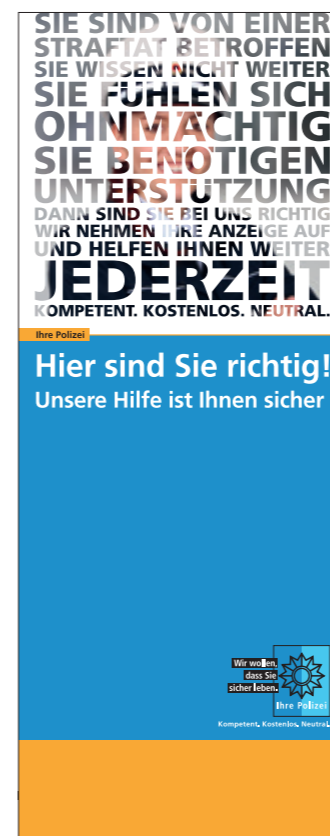 SIE SIND VON EINER
STRAFTAT BETROFFEN
SIE WISSEN NICHT WEITER
SIE FÜHLEN SICH
OHNMÄCHTIG
SIE BENÖTIGEN
UNTERSTÜTZUNG
DANN SIND SIE BEI UNS RICHTIG
WIR NEHMEN IHRE ANZEIGE AUF
UND HELFEN IHNEN WEITER
JEDERZEIT
KOMPETENT. KOSTENLOS. NEUTRAL.
Ihre Polizei
Hier sind Sie richtig!
Unsere Hilfe ist Ihnen sicher
Wir wollen,
dass Sie
sicher leben.
Ihre Polizei
Kompetent. Kostenlos. Neutral.